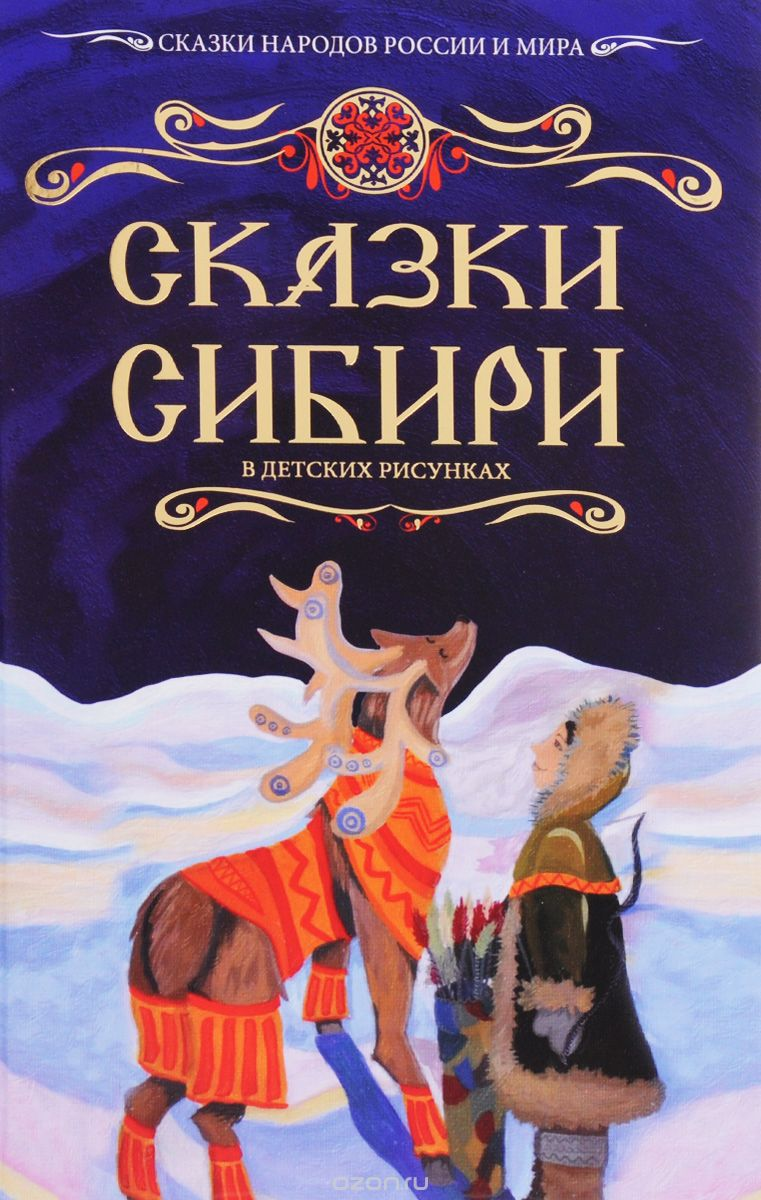 СКАЗКИ НАРОДОВ РОССИИ И МИРА
СКАЗКИ
СИБИРИ
В ДЕТСКИХ РИСУНКАХ
ozon.ru